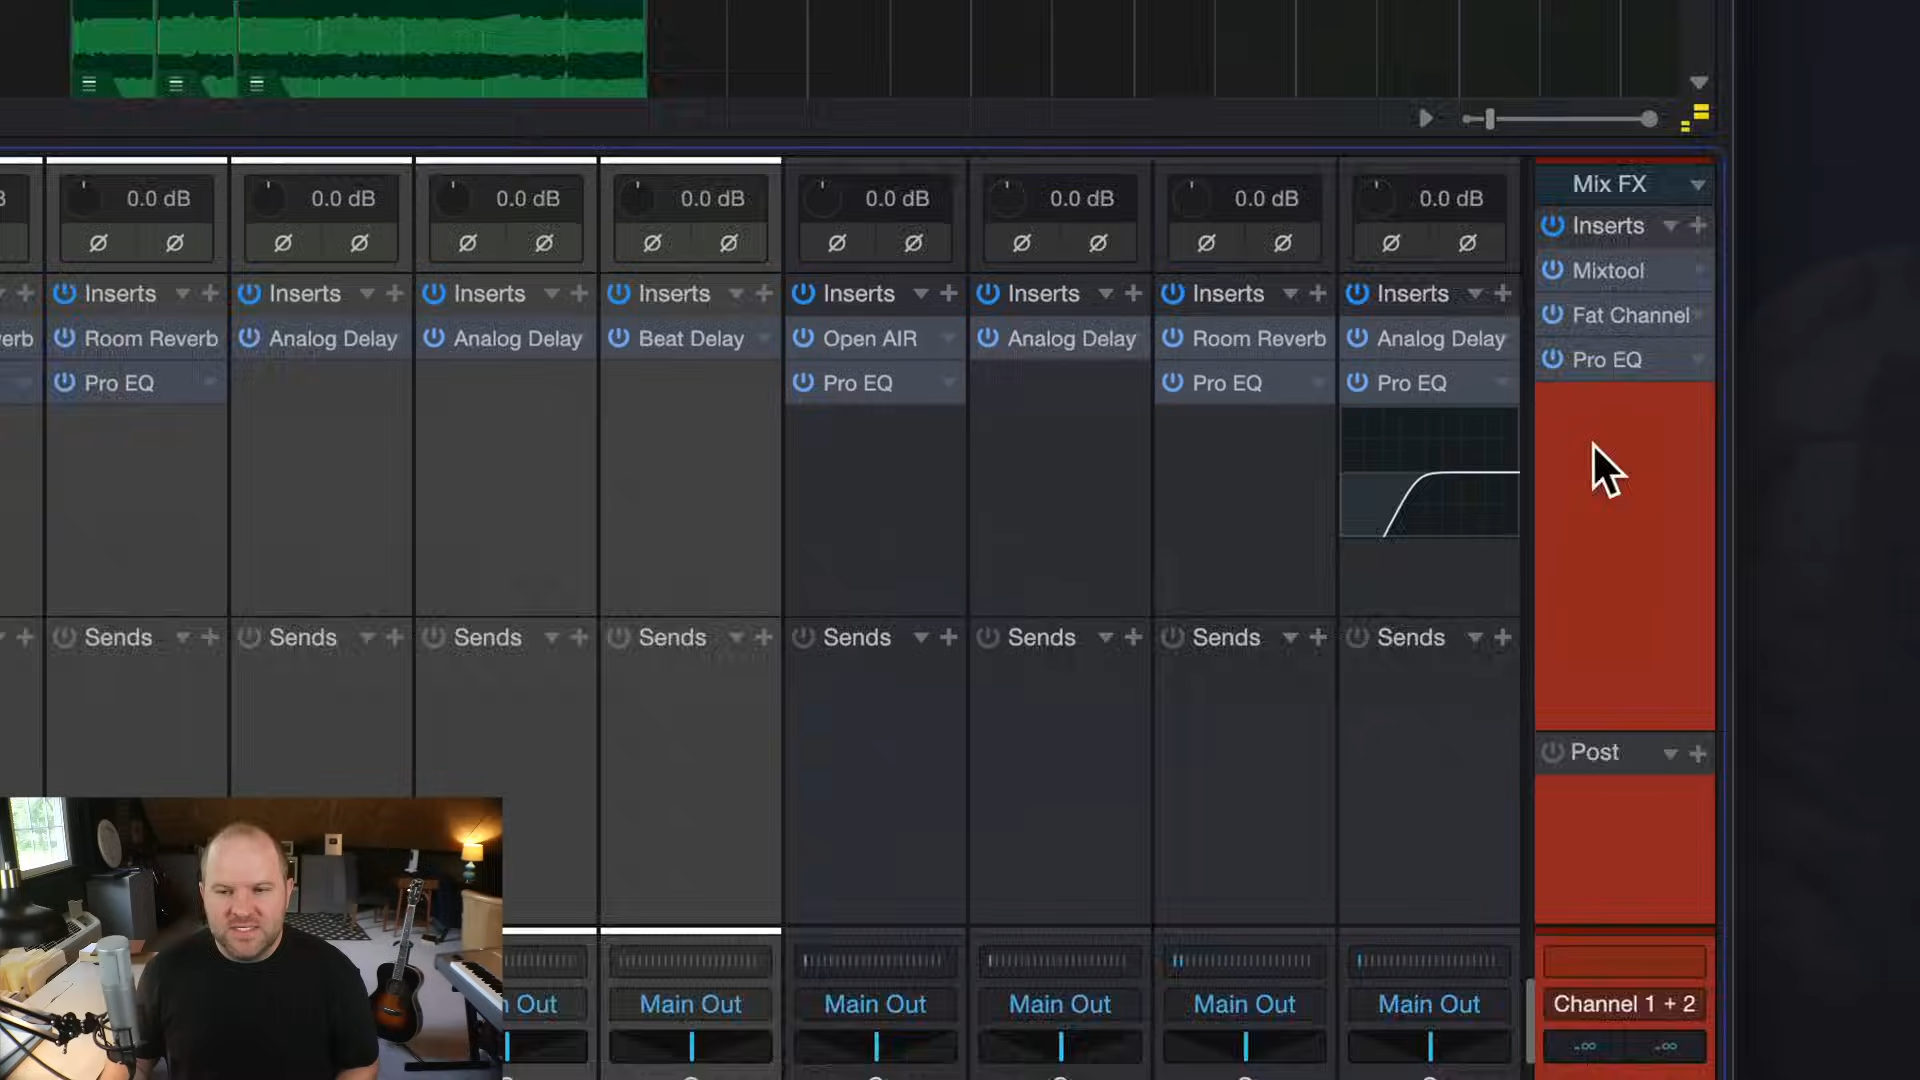 Mix FX
B 0.0 dB 0.0 dB 0.0 dB 0.0 dB 0.0 dB 0.0 dB 0.0 dB 0.0 dB
Ø Ø Ø Ø Ø Ø Ø Ø Ø Ø Ø Ø Ø Ø Ø Ø
Inserts
Mixtool
Fat Channel
Pro EQ
Inserts Inserts Inserts Inserts Inserts Inserts Inserts Inserts
erb Room Reverb Analog Delay Analog Delay Beat Delay Open AIR Analog Delay Room Reverb Analog Delay
Pro EQ Pro EQ Pro EQ Pro EQ
Sends Sends Sends Sends Sends Sends Sends Sends
Post
n Out Main Out Main Out Main Out Main Out Main Out Channel 1 + 2
-∞ -∞